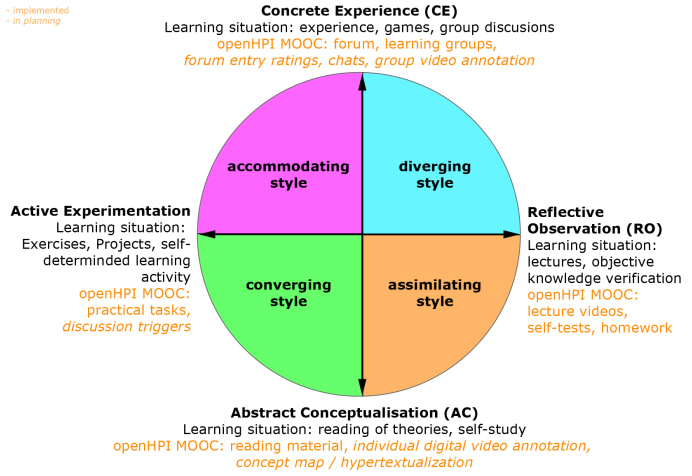 - implemented
- in planning
Concrete Experience (CE)
Learning situation: experience, games, group discusions
openHPI MOOC: forum, learning groups,
forum entry ratings, chats, group video annotation
accommodating
style
diverging
style
Active Experimentation
Learning situation:
Exercises, Projects, self-
determinded learning
activity
openHPI MOOC:
practical tasks,
discussion triggers
Reflective
Observation (RO)
Learning situation:
lectures, objective
knowledge verification
openHPI MOOC:
lecture videos,
self-tests, homework
converging
style
assimilating
style
Abstract Conceptualisation (AC)
Learning situation: reading of theories, self-study
openHPI MOOC: reading material, individual digital video annotation,
concept map / hypertextualization